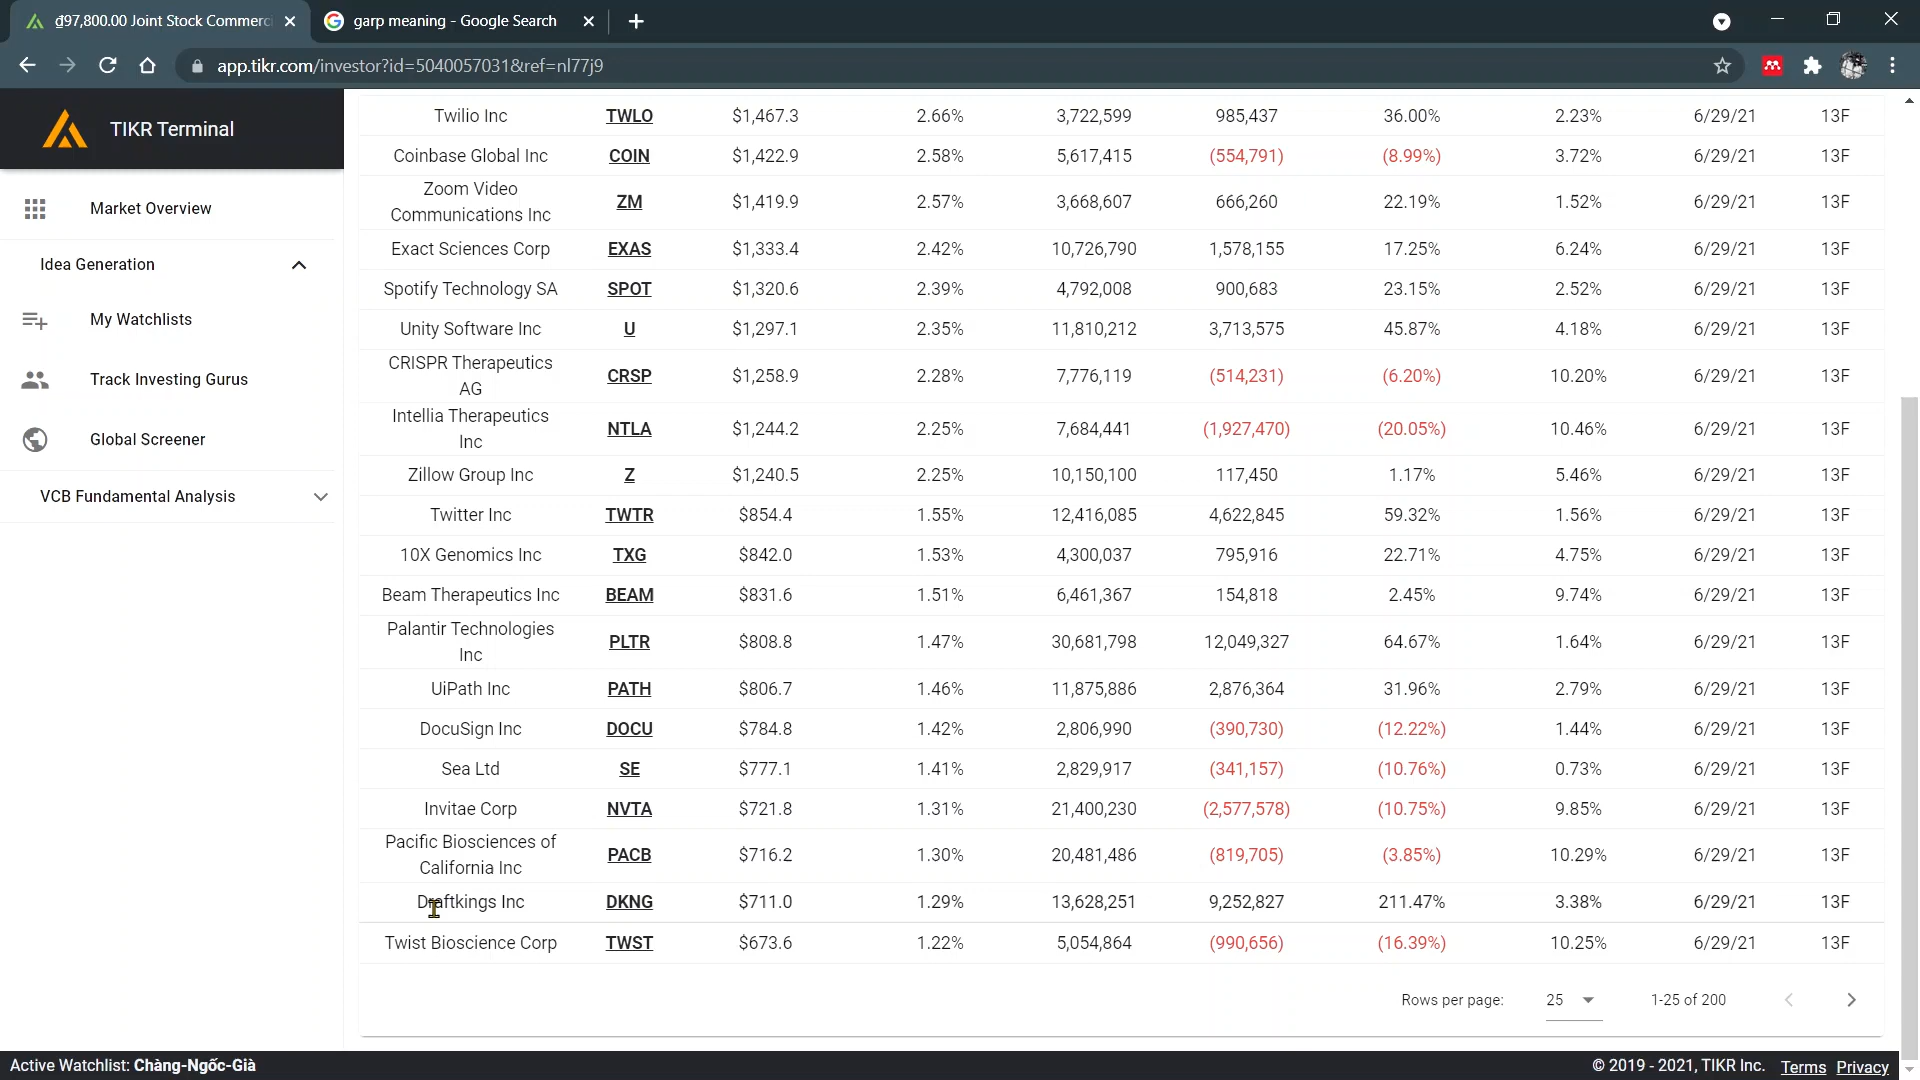 ₫97,800.00 Joint Stock Commerci
garp meaning - Google Search
app.tikr.com/investor?id=5040057031&ref=nl77j9
TIKR Terminal
Market Overview
Idea Generation
My Watchlists
Track Investing Gurus
Global Screener
VCB Fundamental Analysis
Twilio Inc TWLO $1,467.3 2.66% 3,722,599 985,437 36.00% 2.23% 6/29/21 13F
Coinbase Global Inc COIN $1,422.9 2.58% 5,617,415 (554,791) (8.99%) 3.72% 6/29/21 13F
Zoom Video
Communications Inc ZM $1,419.9 2.57% 3,668,607 666,260 22.19% 1.52% 6/29/21 13F
Exact Sciences Corp EXAS $1,333.4 2.42% 10,726,790 1,578,155 17.25% 6.24% 6/29/21 13F
Spotify Technology SA SPOT $1,320.6 2.39% 4,792,008 900,683 23.15% 2.52% 6/29/21 13F
Unity Software Inc U $1,297.1 2.35% 11,810,212 3,713,575 45.87% 4.18% 6/29/21 13F
CRISPR Therapeutics
AG CRSP $1,258.9 2.28% 7,776,119 (514,231) (6.20%) 10.20% 6/29/21 13F
Intellia Therapeutics
Inc NTLA $1,244.2 2.25% 7,684,441 (1,927,470) (20.05%) 10.46% 6/29/21 13F
Zillow Group Inc Z $1,240.5 2.25% 10,150,100 117,450 1.17% 5.46% 6/29/21 13F
Twitter Inc TWTR $854.4 1.55% 12,416,085 4,622,845 59.32% 1.56% 6/29/21 13F
10X Genomics Inc TXG $842.0 1.53% 4,300,037 795,916 22.71% 4.75% 6/29/21 13F
Beam Therapeutics Inc BEAM $831.6 1.51% 6,461,367 154,818 2.45% 9.74% 6/29/21 13F
Palantir Technologies
Inc PLTR $808.8 1.47% 30,681,798 12,049,327 64.67% 1.64% 6/29/21 13F
UiPath Inc PATH $806.7 1.46% 11,875,886 2,876,364 31.96% 2.79% 6/29/21 13F
DocuSign Inc DOCU $784.8 1.42% 2,806,990 (390,730) (12.22%) 1.44% 6/29/21 13F
Sea Ltd SE $777.1 1.41% 2,829,917 (341,157) (10.76%) 0.73% 6/29/21 13F
Invitae Corp NVTA $721.8 1.31% 21,400,230 (2,577,578) (10.75%) 9.85% 6/29/21 13F
Pacific Biosciences of
California Inc PACB $716.2 1.30% 20,481,486 (819,705) (3.85%) 10.29% 6/29/21 13F
Draftkings Inc DKNG $711.0 1.29% 13,628,251 9,252,827 211.47% 3.38% 6/29/21 13F
Twist Bioscience Corp TWST $673.6 1.22% 5,054,864 (990,656) (16.39%) 10.25% 6/29/21 13F
Rows per page: 25 1-25 of 200
Active Watchlist: Chàng-Ngốc-Già
© 2019 - 2021, TIKR Inc. Terms Privacy